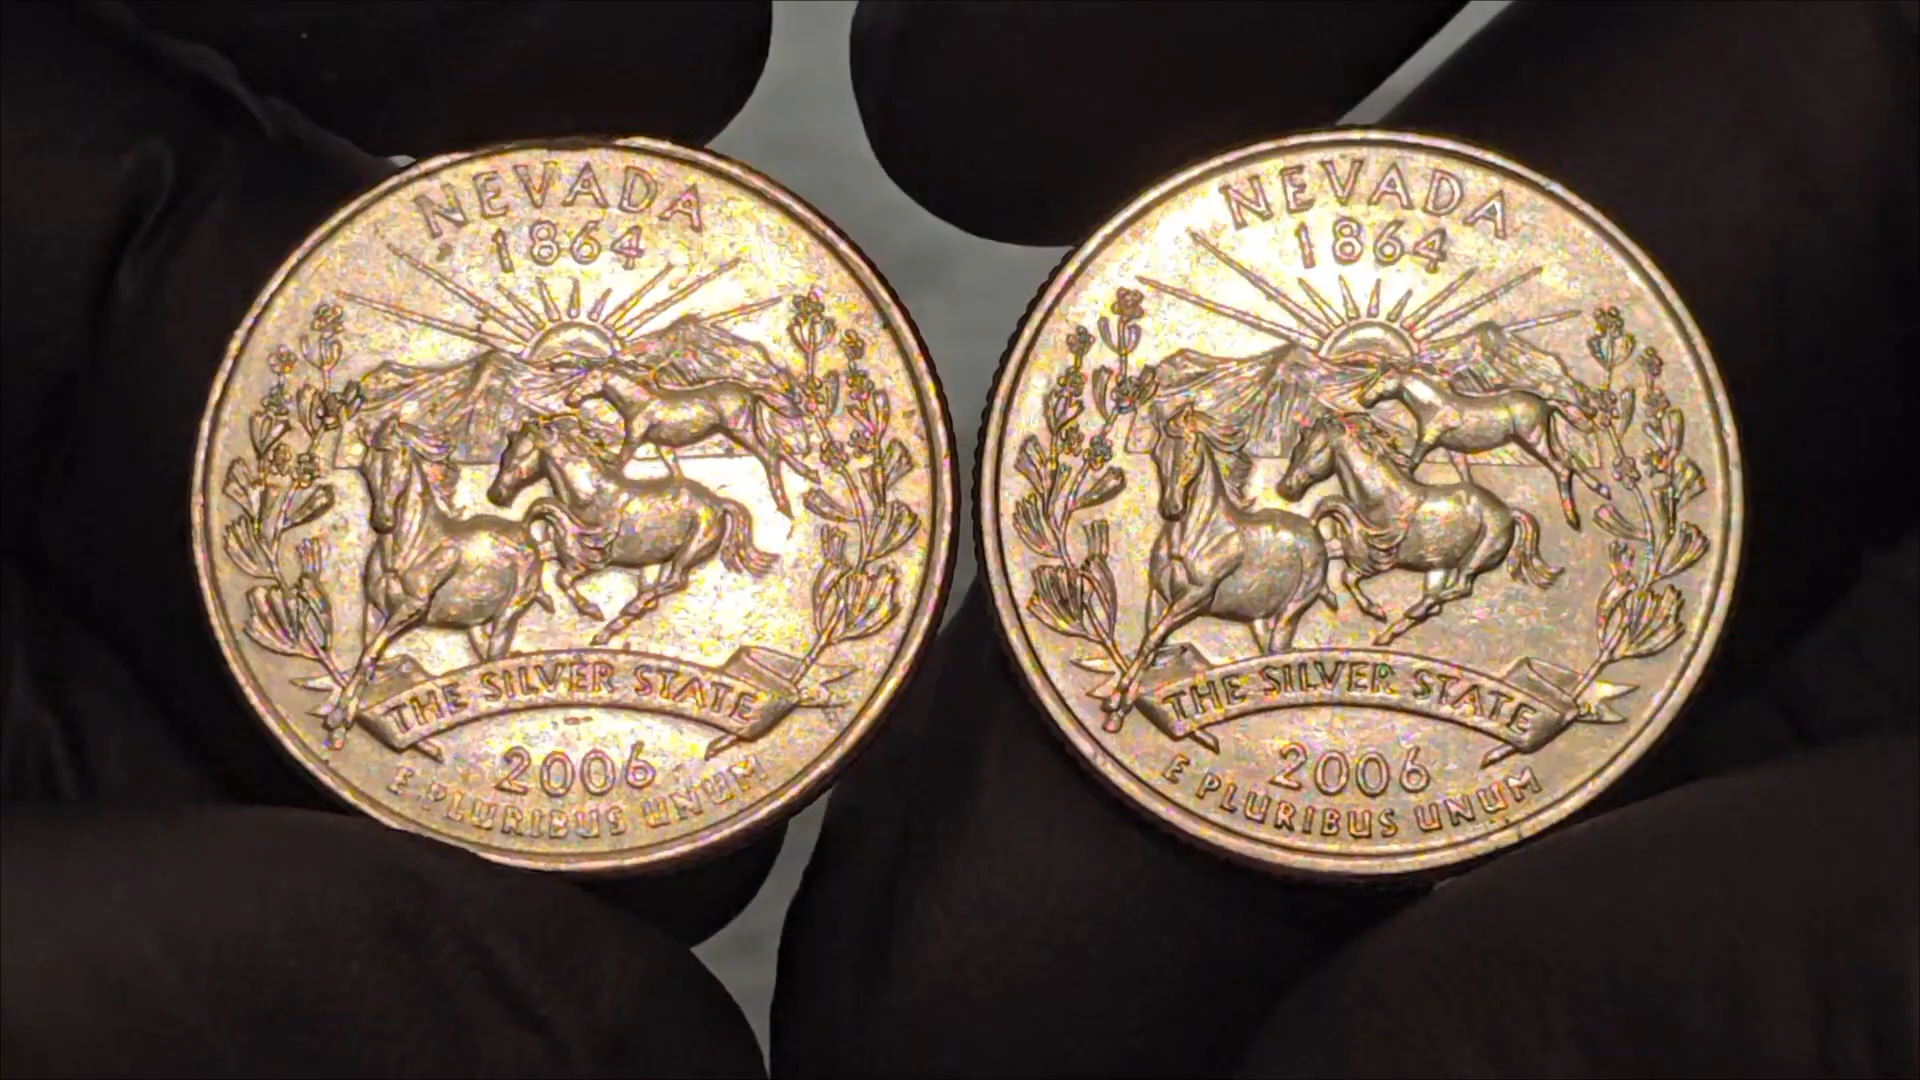 NEVADA
1864
THE SILVER STATE
2006
E PLURIBUS UNUM
NEVADA
1864
THE SILVER STATE
2006
E PLURIBUS UNUM